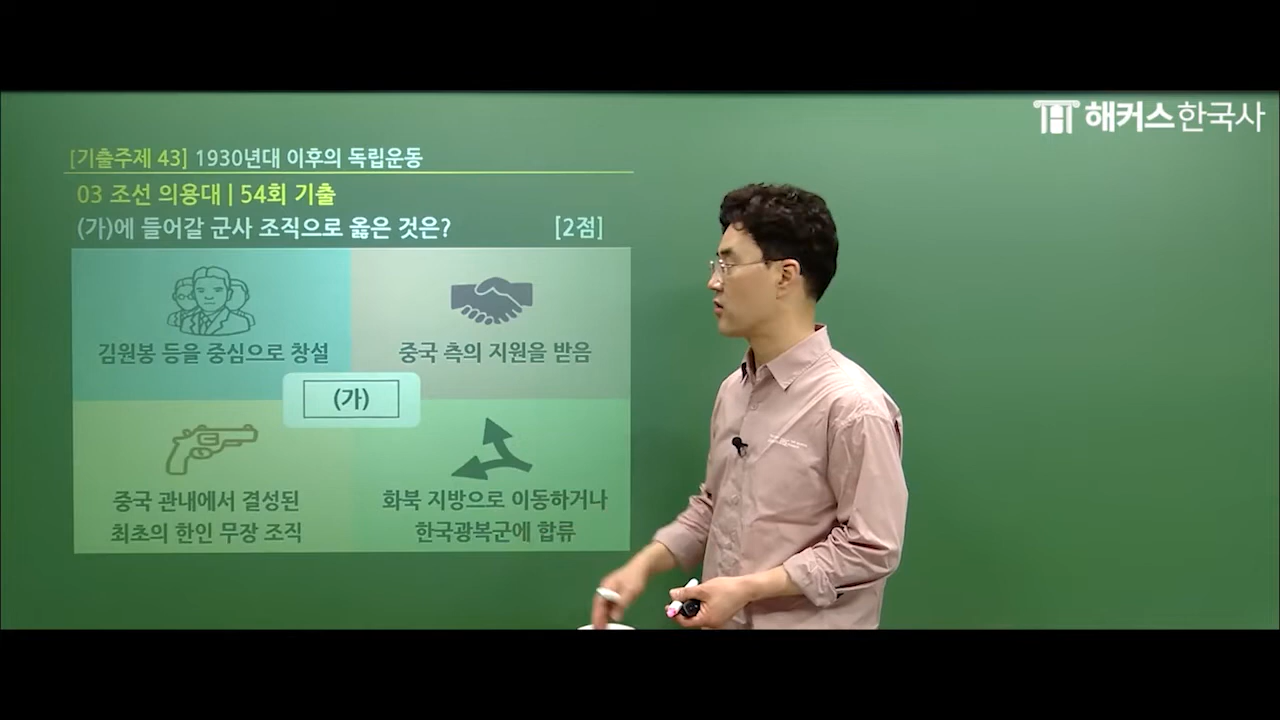 해커스한국사
[기출주제 43] 1930년대 이후의 독립운동
03 조선 의용대 | 54회 기출
(가)에 들어갈 군사 조직으로 옳은 것은? [2점]
김원봉 등을 중심으로 창설
중국 측의 지원을 받음
(가)
중국 관내에서 결성된
최초의 한인 무장 조직
화북 지방으로 이동하거나
한국광복군에 합류